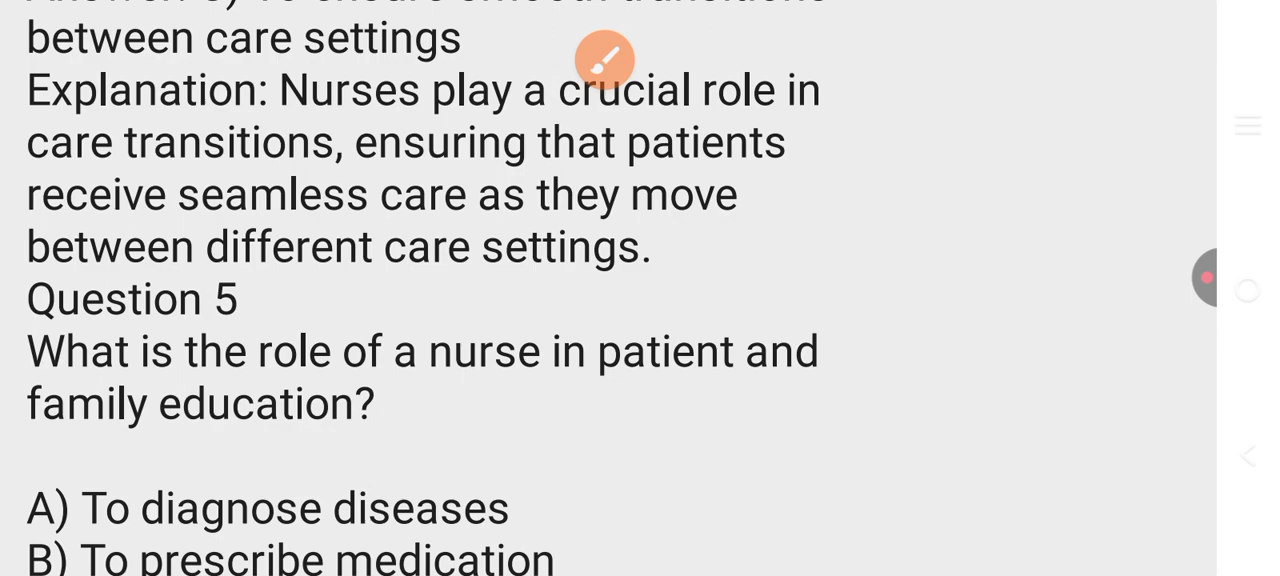 between care settings
Explanation: Nurses play a crucial role in
care transitions, ensuring that patients
receive seamless care as they move
between different care settings.
Question 5
What is the role of a nurse in patient and
family education?
A) To diagnose diseases
B) To prescribe medication